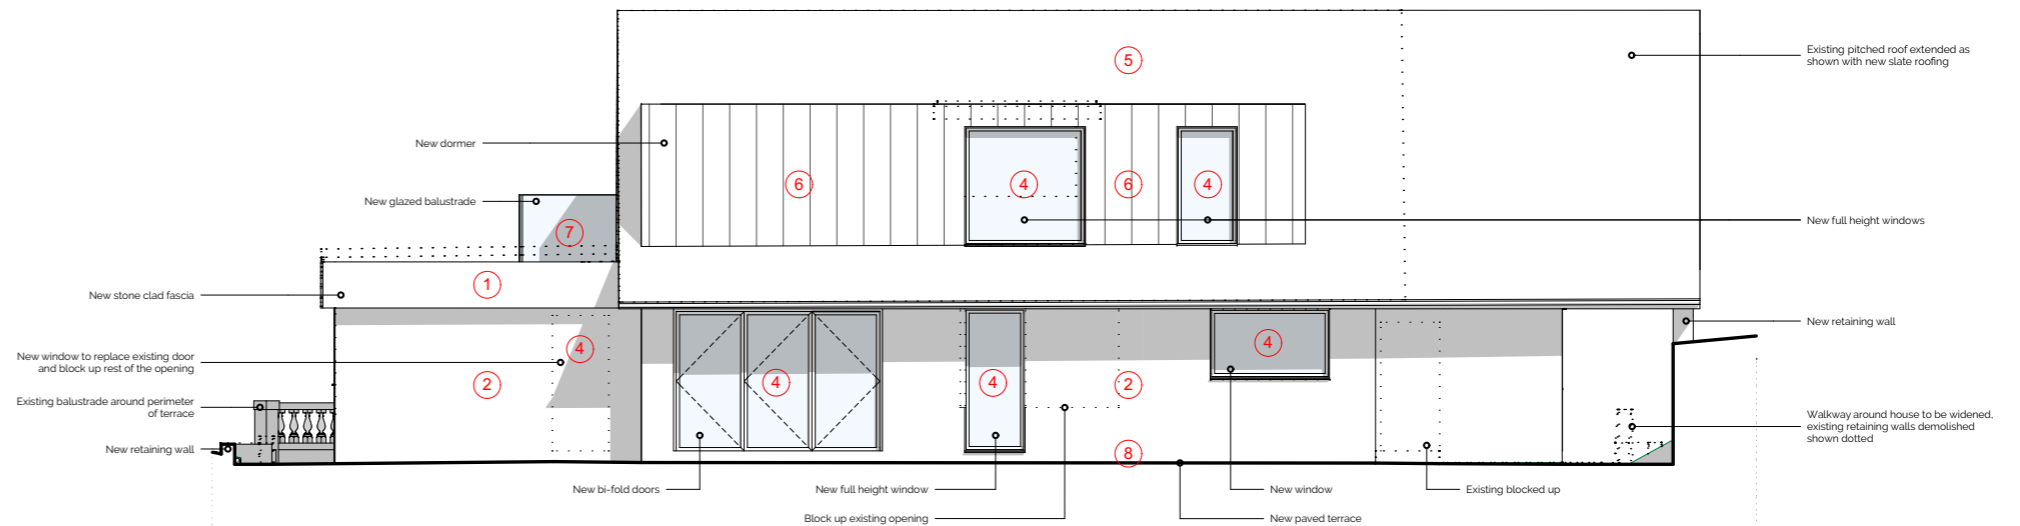 5
Existing pitched roof extended as
shown with new slate roofing
New dormer
6
4
6
4
New glazed balustrade
New full height windows
7
1
New stone clad fascia
New retaining wall
4
4
New window to replace existing door
and block up rest of the opening
2
4
4
2
Existing balustrade around perimeter
of terrace
Walkway around house to be widened,
existing retaining walls demolished
shown dotted
New retaining wall
8
New bi-fold doors
New full height window
New window
Existing blocked up
Block up existing opening
New paved terrace